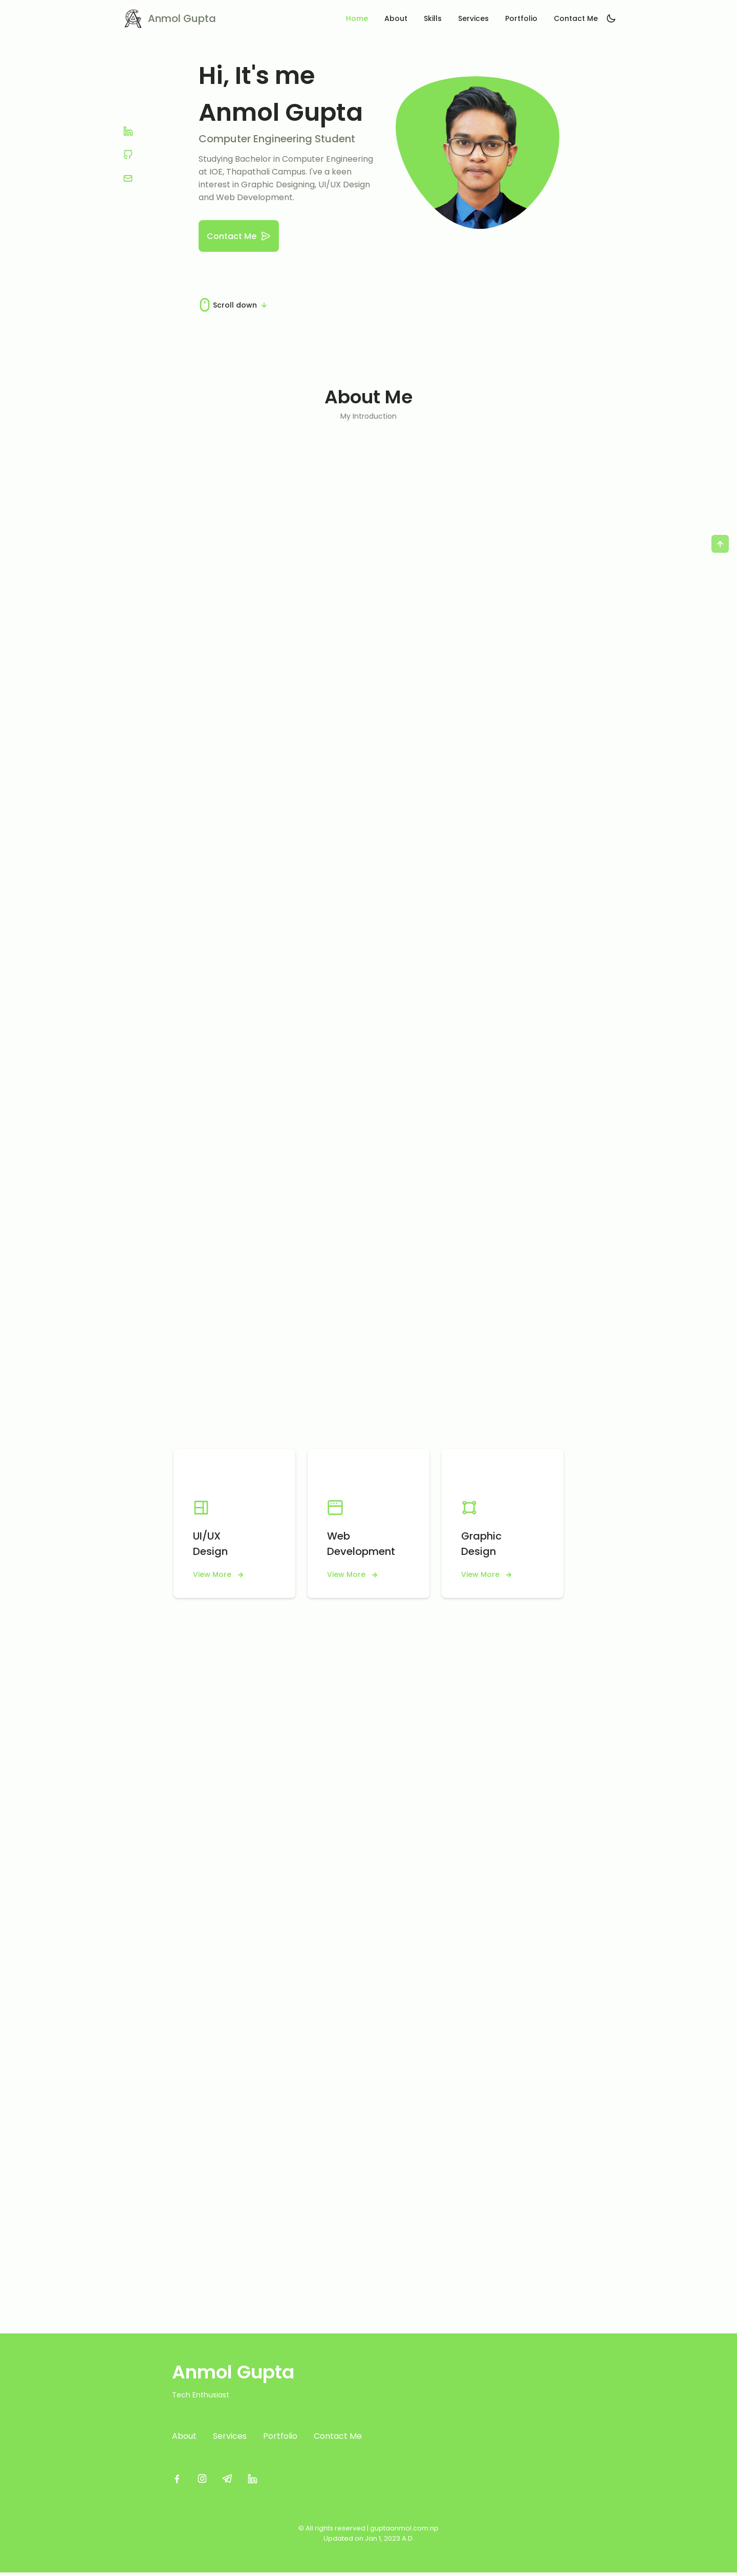 Anmol Gupta
Home About Skills Services Portfolio Contact Me
Hi, It's me
Anmol Gupta
Computer Engineering Student
Studying Bachelor in Computer Engineering
at IOE, Thapathali Campus. I've a keen
interest in Graphic Designing, UI/UX Design
and Web Development.
Contact Me
Scroll down
About Me
My Introduction
UI/UX
Design
View More
Web
Development
View More
Graphic
Design
View More
Anmol Gupta
Tech Enthusiast
About Services Portfolio Contact Me
© All rights reserved | guptaanmol.com.np
Updated on Jan 1, 2023 A.D.